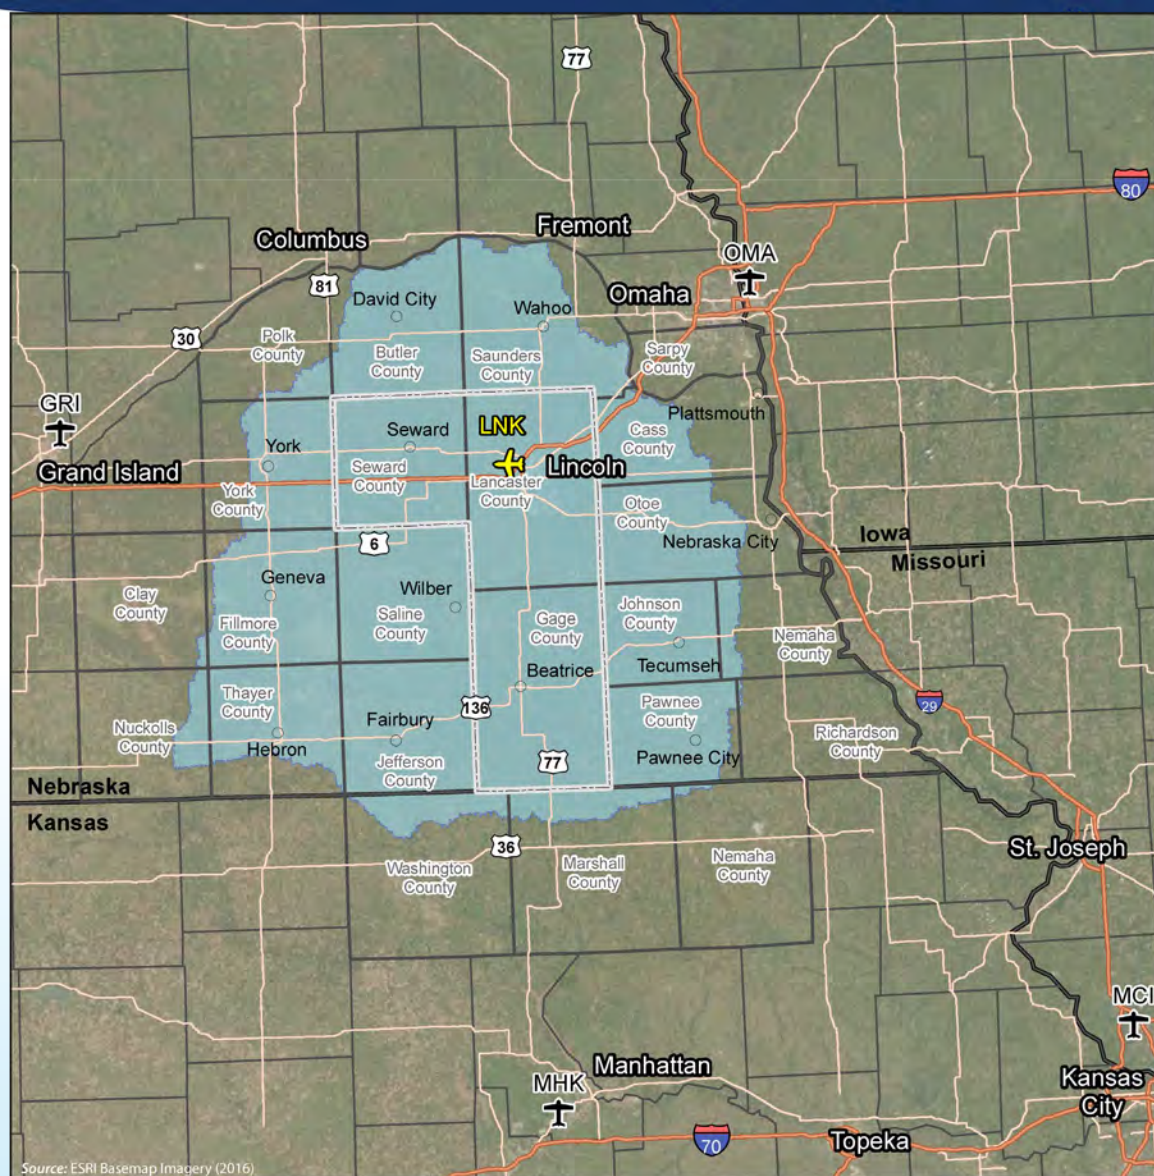 77
80
Fremont
Columbus
OMA
81
Omaha
David City
Wahoo
30
Polk
County
Butler
County
Saunders
County
Sarpy
County
GRI
Plattsmouth
LNK
Seward
Cass
County
York
Lincoln
Grand Island
Seward
County
Lancaster
County
York
County
Otoe
County
Nebraska City
Iowa
Missouri
6
Geneva
Wilber
Clay
County
Fillmore
County
Saline
County
Gage
County
Johnson
County
Nemaha
County
Beatrice
Tecumseh
Thayer
County
136
Pawnee
County
29
Fairbury
Nuckolls
County
Hebron
Richardson
County
Jefferson
County
77
Pawnee City
Nebraska
Kansas
36
St. Joseph
Washington
County
Marshall
County
Nemaha
County
MCI
Manhattan
MHK
Kansas
City
70
Topeka
Source: ESRI Basemap Imagery (2016)